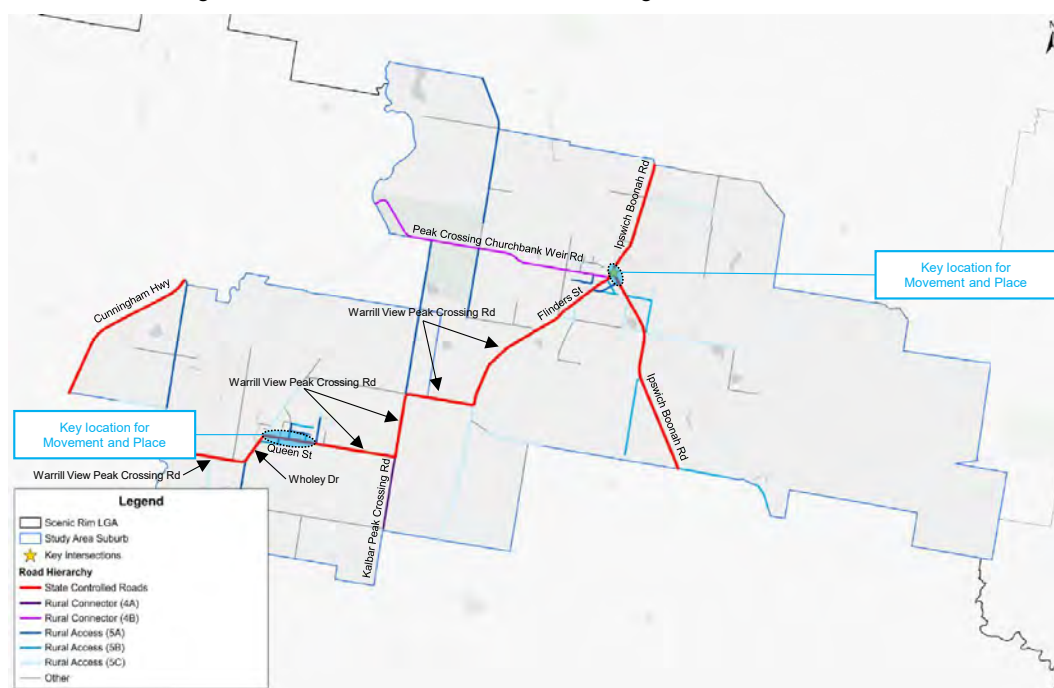 N
Ipswich Boonah Rd
Peak Crossing Churchbank Weir Rd
Key location for
Movement and Place
Cunningham Hwy
Flinders St
Warrill View Peak Crossing Rd
Warrill View Peak Crossing Rd
Ipswich Boonah Rd
Key location for
Movement and Place
Queen St
Warrill View Peak Crossing Rd
Wholey Dr
Kalbar Peak Crossing Rd
Legend
Scenic Rim LGA
Study Area Suburb
Key Intersections
Road Hierarchy
State Controlled Roads
Rural Connector (4A)
Rural Connector (4B)
Rural Access (5A)
Rural Access (5B)
Rural Access (5C)
Other